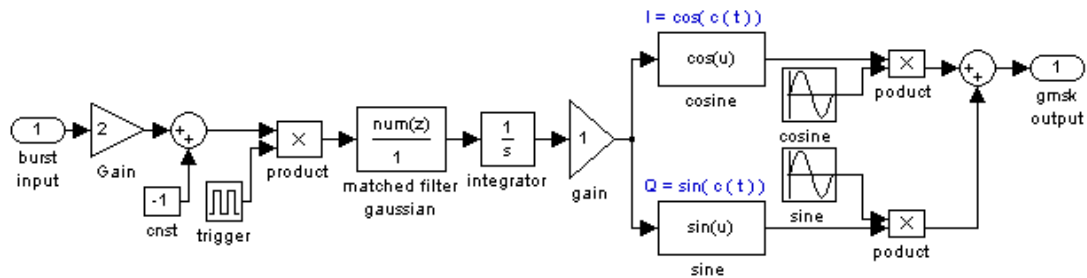 I = cos( c ( t ) )
cos(u)
cosine
×
poduct
+
+
1
gmsk
output
cosine
1
burst
input
2
Gain
+
+
-1
cnst
trigger
×
product
num(z)
1
matched filter
gaussian
1
s
integrator
1
gain
Q = sin( c ( t ) )
sin(u)
sine
sine
×
poduct